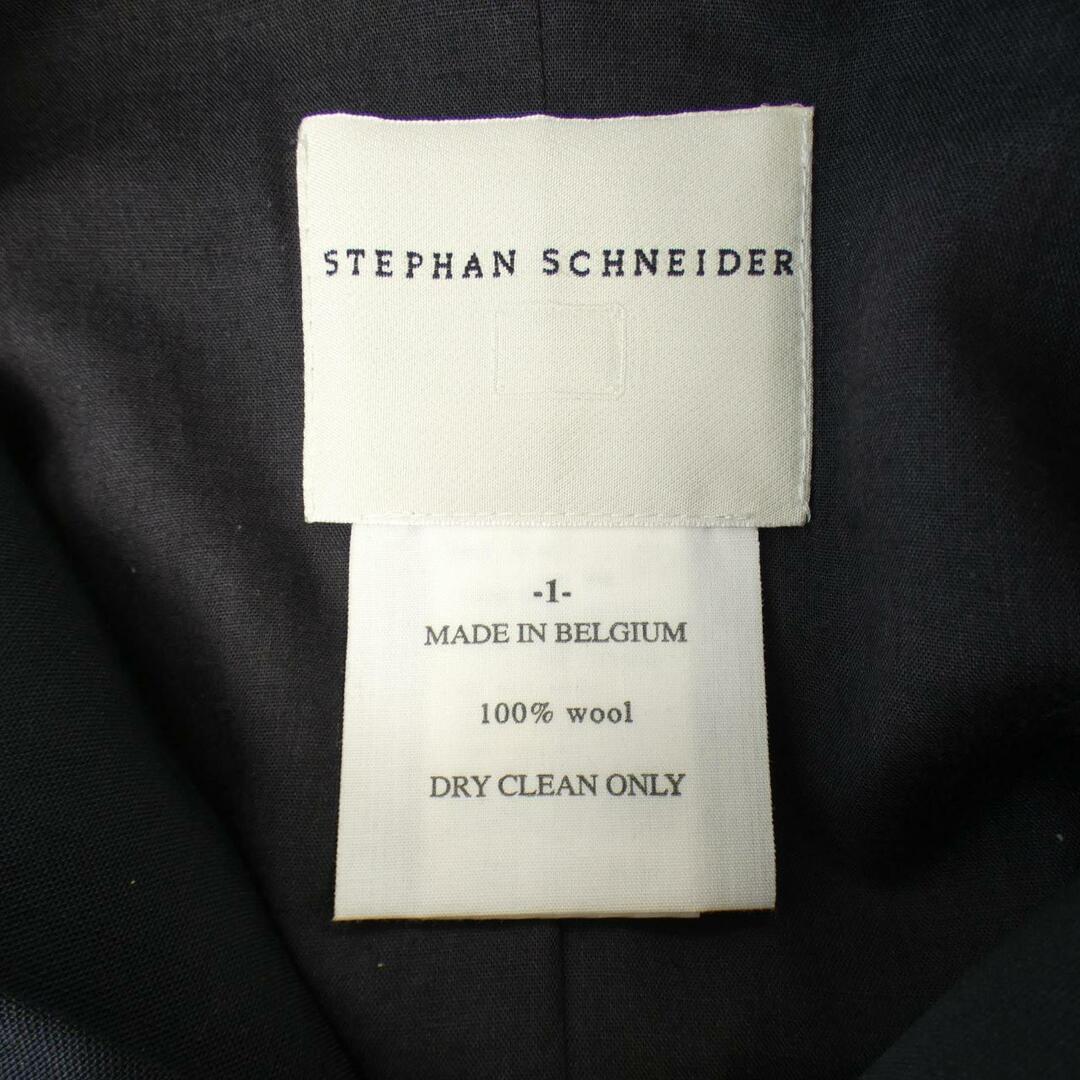 STEPHAN SCHNEIDER
-1-
MADE IN BELGIUM
100% wool
DRY CLEAN ONLY